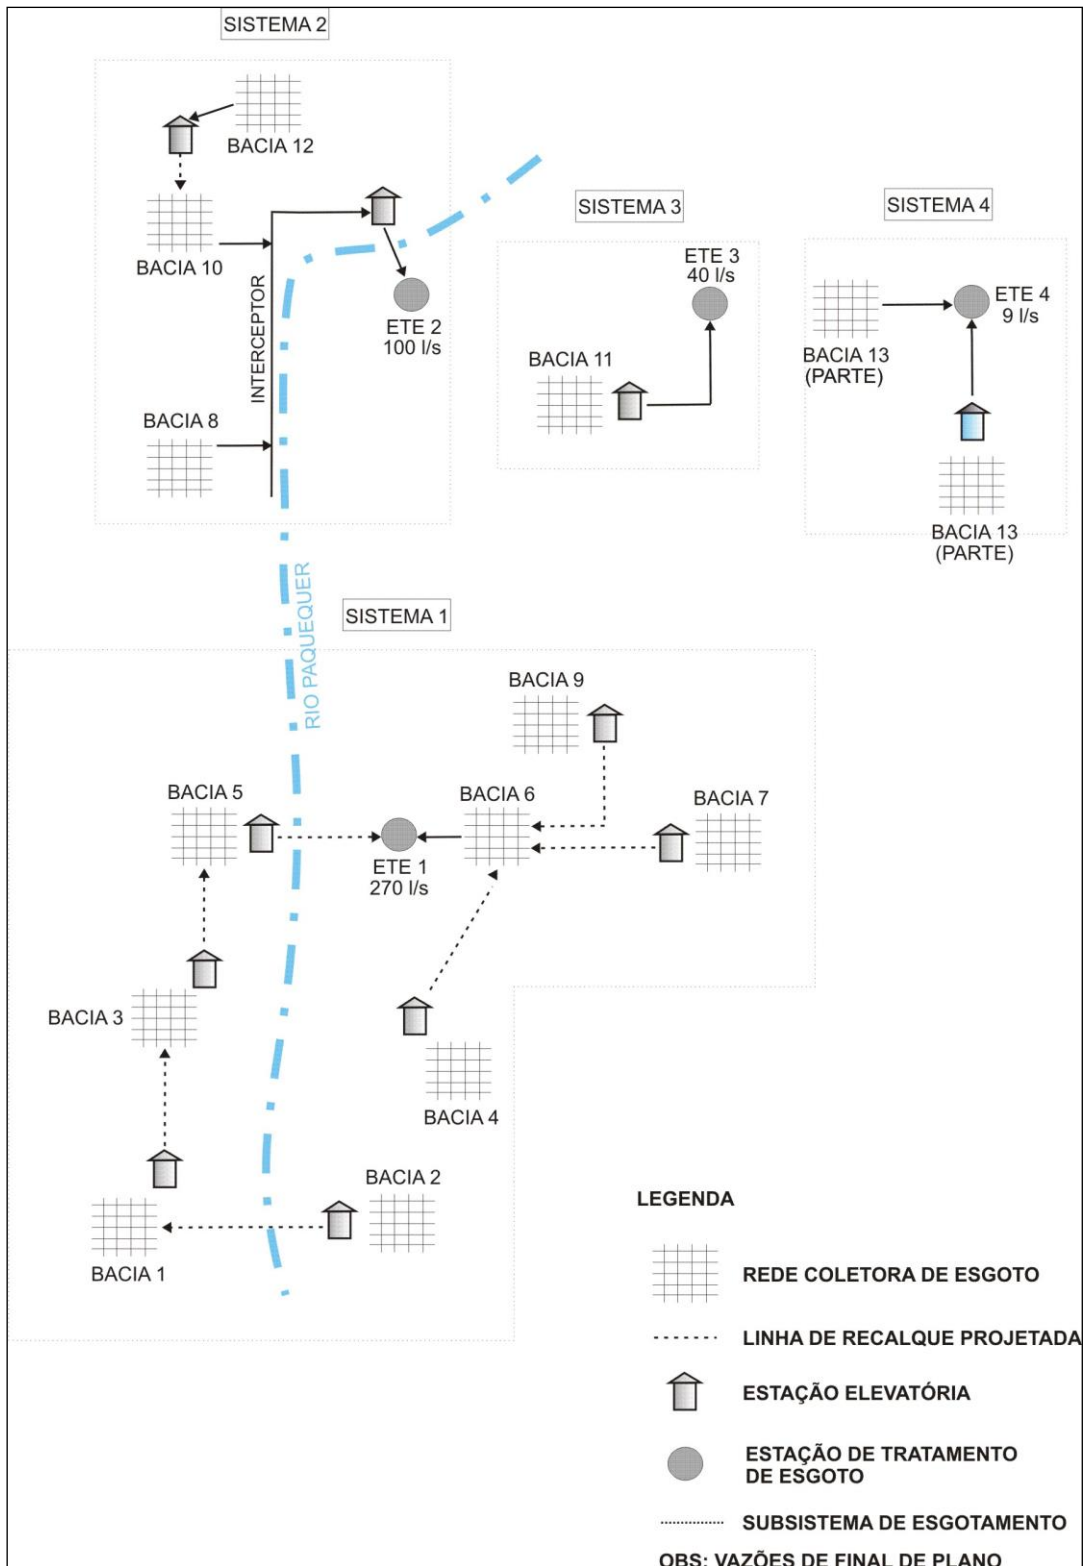 SISTEMA 2
BACIA 12
BACIA 10
INTERCEPTOR
ETE 2
100 l/s
BACIA 8
SISTEMA 3
ETE 3
40 l/s
BACIA 11
SISTEMA 4
ETE 4
9 l/s
BACIA 13
(PARTE)
BACIA 13
(PARTE)
RIO PAQUEQUER
SISTEMA 1
BACIA 9
BACIA 5
BACIA 6
BACIA 7
ETE 1
270 l/s
BACIA 3
BACIA 4
BACIA 2
BACIA 1
LEGENDA
REDE COLETORA DE ESGOTO
LINHA DE RECALQUE PROJETADA
ESTAÇÃO ELEVATÓRIA
ESTAÇÃO DE TRATAMENTO
DE ESGOTO
SUBSISTEMA DE ESGOTAMENTO
OBS: VAZÕES DE FINAL DE PLANO